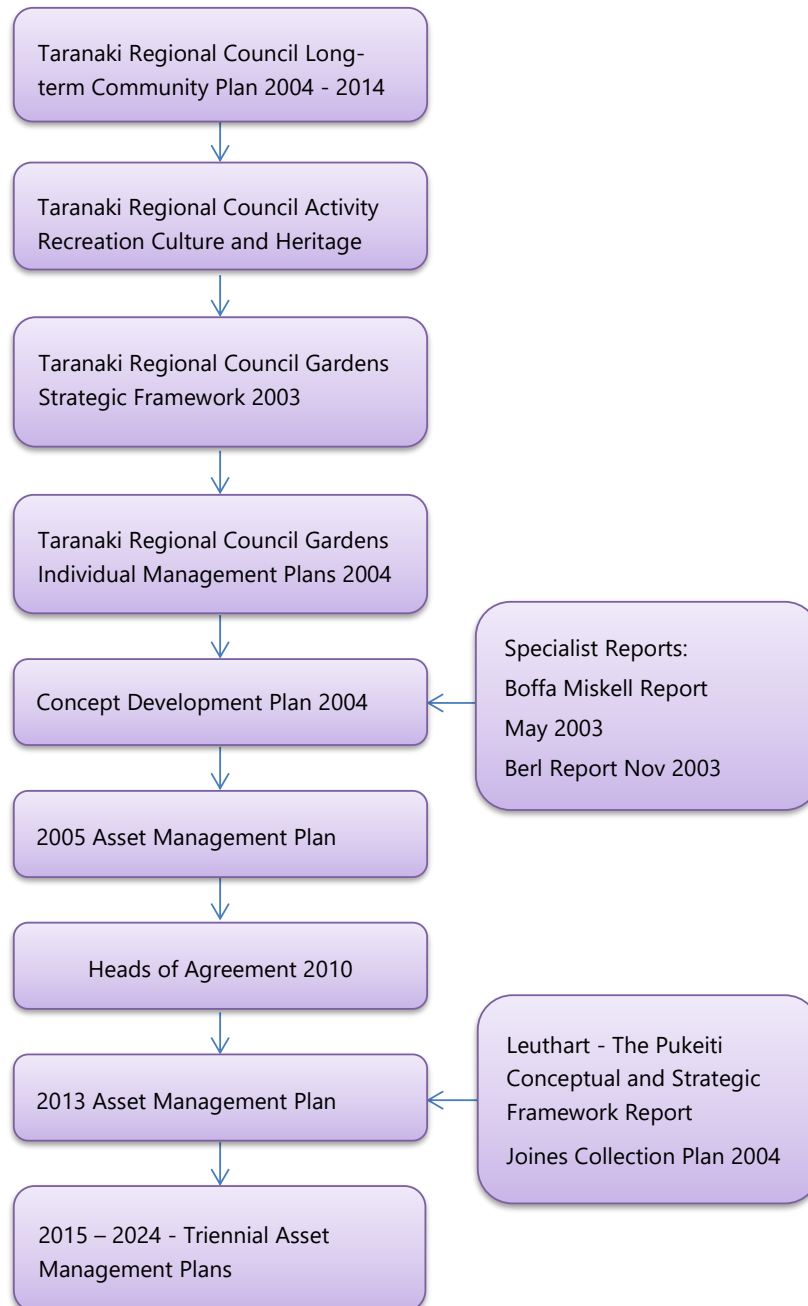 Taranaki Regional Council Long-
term Community Plan 2004 - 2014
Taranaki Regional Council Activity
Recreation Culture and Heritage
Taranaki Regional Council Gardens
Strategic Framework 2003
Taranaki Regional Council Gardens
Individual Management Plans 2004
Concept Development Plan 2004
Specialist Reports:
Boffa Miskell Report
May 2003
Berl Report Nov 2003
2005 Asset Management Plan
Heads of Agreement 2010
2013 Asset Management Plan
Leuthart - The Pukeiti
Conceptual and Strategic
Framework Report
Joines Collection Plan 2004
2015 – 2024 - Triennial Asset
Management Plans